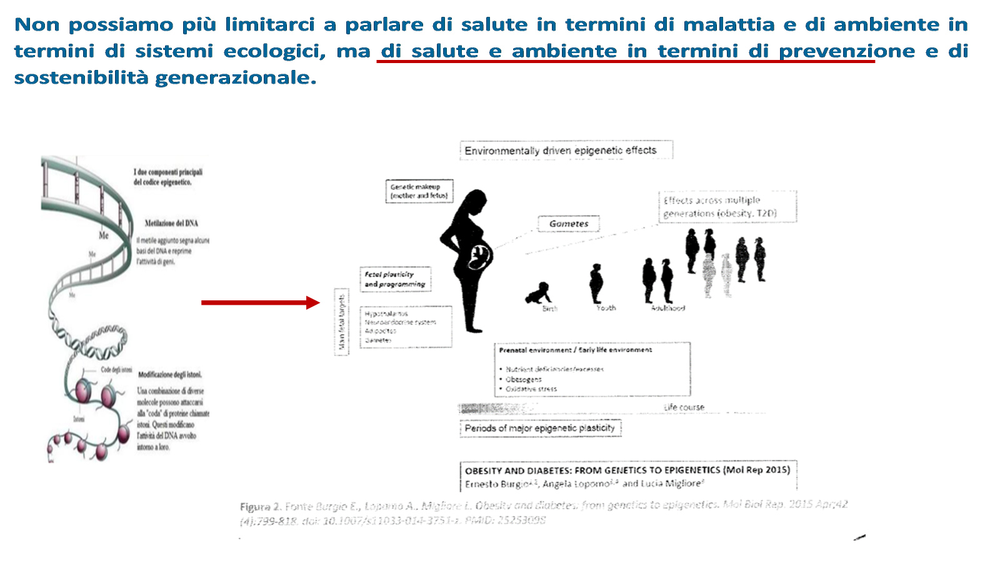 Non possiamo più limitarci a parlare di salute in termini di malattia e di ambiente in
termini di sistemi ecologici, ma di salute e ambiente in termini di prevenzione e di
sostenibilità generazionale.
I due componenti principali
del codice epigenetico.
Metilazione del DNA
Il metile aggiunto segna alcune
basi del DNA e reprime
l'attività di geni.
Me
Me
Me
Code degli istoni
Modificazione degli istoni.
Una combinazione di diverse
molecole possono attaccarsi
alla "coda" di proteine chiamate
istoni. Questi modificano
l'attività del DNA avvolto
intorno a loro.
Istoni
Environmentally driven epigenetic effects
Genetic makeup
(mother and fetus)
Gametes
Effects across multiple
generations (obesity, T2D)
Fetal plasticity
and programming
Main fetal targets
Hypothalamus
Neuroendocrine system
Adipocites
Gametes
Birth
Youth
Adulthood
Prenatal environment / Early life environment
• Nutrient deficiencies/excesses
• Obesogens
• Oxidative stress
Life course
Periods of major epigenetic plasticity
OBESITY AND DIABETES: FROM GENETICS TO EPIGENETICS (Mol Rep 2015)
Ernesto Burgio, Angela Lopomo and Lucia Migliore
Figura 2. Fonte Burgio E., Lopomo A., Migliore L. Obesity and diabetes: from genetics to epigenetics. Mol Biol Rep. 2015 Apr;42
(4):799-818. doi: 10.1007/s11033-014-3751-z. PMID: 25253098